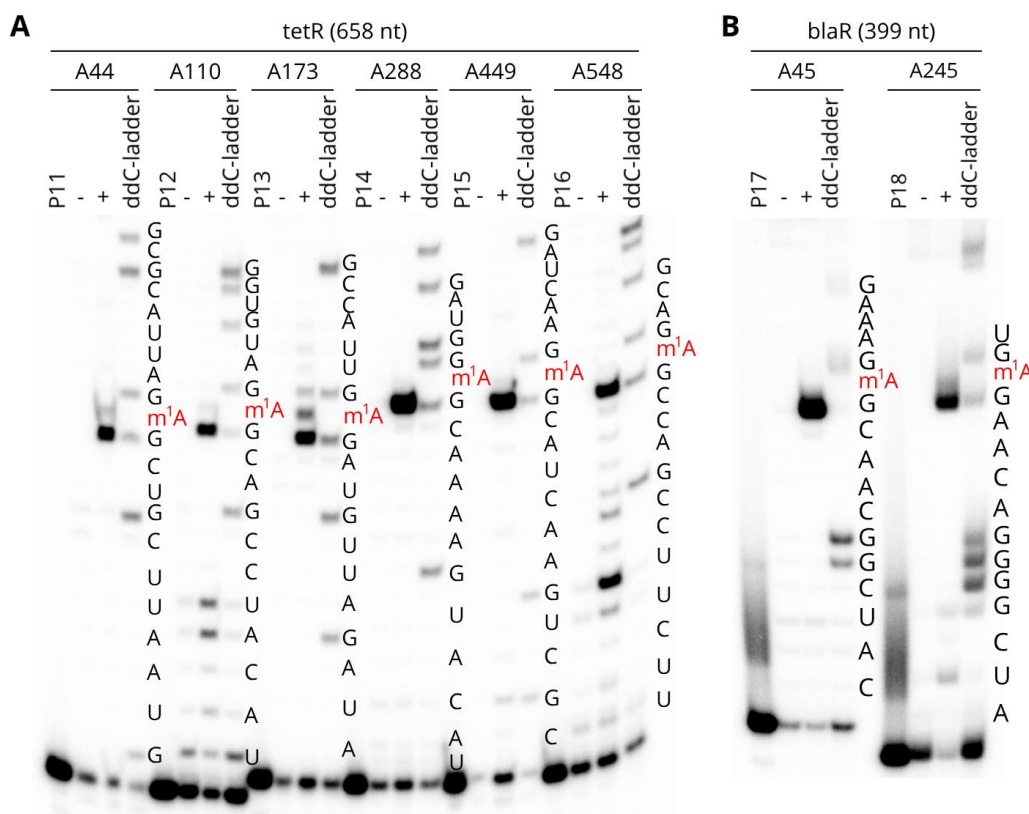 A
tetR (658 nt)
A44 A110 A173 A288 A449 A548
P11 - + ddC-ladder P12 - + ddC-ladder P13 - + ddC-ladder P14 - + ddC-ladder P15 - + ddC-ladder P16 - + ddC-ladder
G C G C A U U A G m¹A G C U G C U U A A U G
G G U G U A G m¹A G C A G C C U A C A U
G C C A U U G m¹A G A U G U U A G A U A
G A U G G m¹A G C A A A A G U A C A U
G A U C A A G m¹A G C A U C A A G U C G C
G C A G m¹A G C C A G C C U U C U U
B
blaR (399 nt)
A45 A245
P17 - + ddC-ladder P18 - + ddC-ladder
G A A A G m¹A G C A A C G G C U A C
U G m¹A G A A C A G G G G C U A